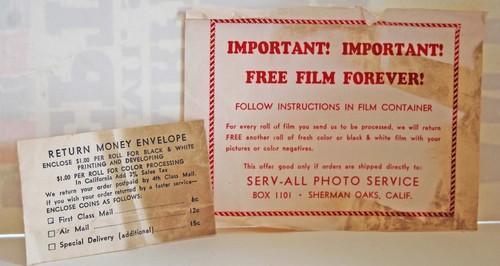 RETURN MONEY ENVELOPE
ENCLOSE $1.00 PER ROLL FOR BLACK & WHITE
PRINTING AND DEVELOPING
$1.00 PER ROLL FOR COLOR PROCESSING
In California Add 3% Sales Tax
We return your order postpaid by 4th Class Mail.
If you wish your order returned by a faster service—
ENCLOSE COINS AS FOLLOWS:
First Class Mail 6c
Air Mail 12c
Special Delivery (additional) 15c
IMPORTANT! IMPORTANT!
FREE FILM FOREVER!
FOLLOW INSTRUCTIONS IN FILM CONTAINER
For every roll of film you send us to be processed, we will return
FREE another roll of fresh color or black & white film with your
pictures or color negatives.
This offer good only if orders are shipped directly to:
SERV-ALL PHOTO SERVICE
BOX 1101 · SHERMAN OAKS, CALIF.